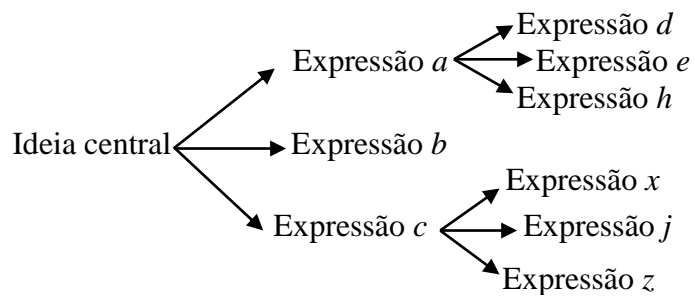 Expressão d
Expressão a
Expressão e
Expressão h
Ideia central
Expressão b
Expressão x
Expressão c
Expressão j
Expressão z